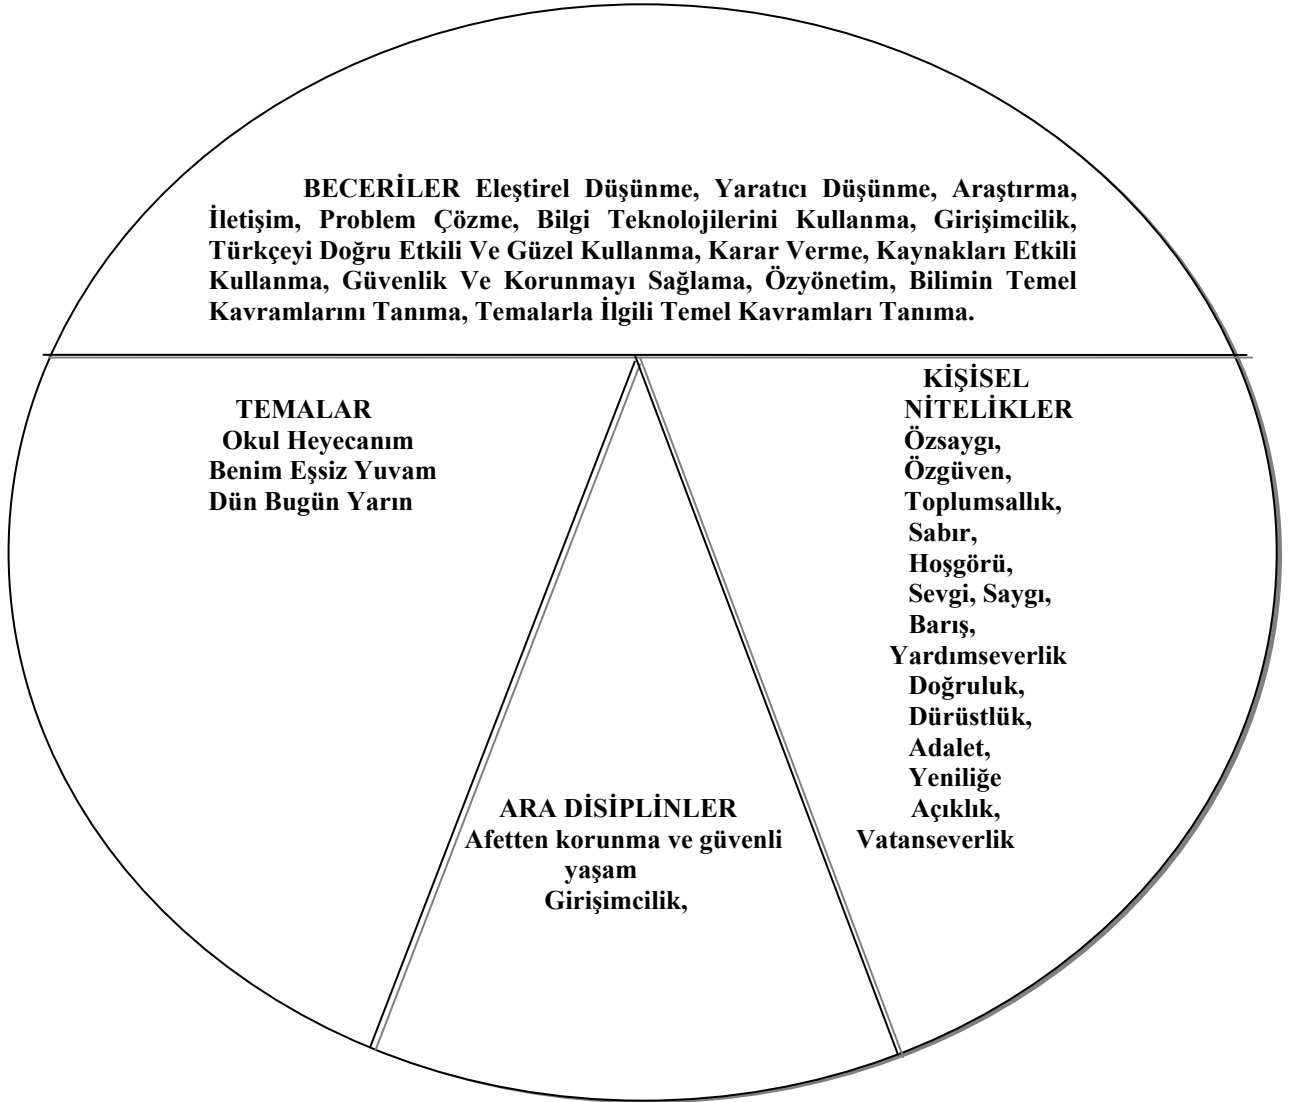 BECERİLER Eleştirel Düşünme, Yaratıcı Düşünme, Araştırma,
İletişim, Problem Çözme, Bilgi Teknolojilerini Kullanma, Girişimcilik,
Türkçeyi Doğru Etkili Ve Güzel Kullanma, Karar Verme, Kaynakları Etkili
Kullanma, Güvenlik Ve Korunmayı Sağlama, Özyönetim, Bilimin Temel
Kavramlarını Tanıma, Temalarla İlgili Temel Kavramları Tanıma.
TEMALAR
Okul Heyecanım
Benim Eşsiz Yuvam
Dün Bugün Yarın
ARA DİSİPLİNLER
Afetten korunma ve güvenli
yaşam
Girişimcilik,
KİŞİSEL
NİTELİKLER
Özsaygı,
Özgüven,
Toplumsallık,
Sabır,
Hoşgörü,
Sevgi, Saygı,
Barış,
Yardımseverlik
Doğruluk,
Dürüstlük,
Adalet,
Yeniliğe
Açıklık,
Vatanseverlik